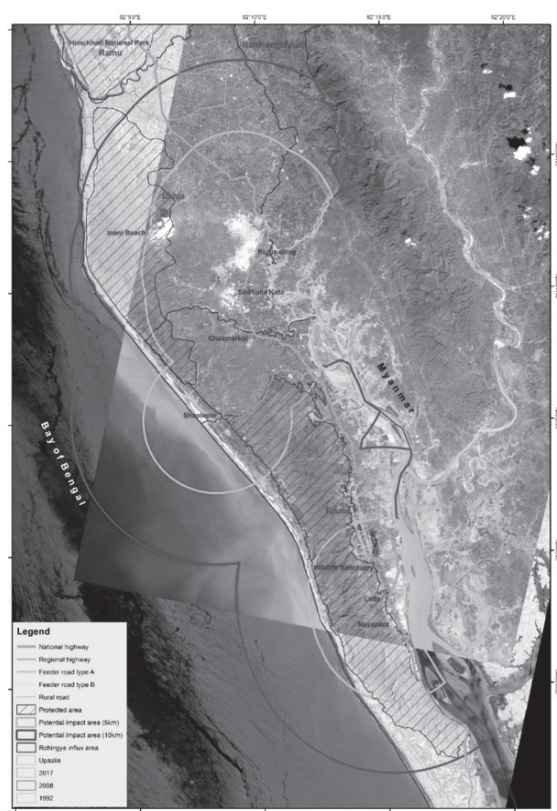 92°5'0"E 92°10'0"E 92°15'0"E 92°20'0"E
Himchhari National Park
Ramu
Ukhia
Inani Beach
Chakmarkul
Shamlapur
Myanmar
Bay of Bengal
Teknaf
Wildlife Sanctuary
Leda
Nayapara
Legend
National highway
Regional highway
Feeder road type A
Feeder road type B
Rural road
Protected area
Potential impact area (5km)
Potential impact area (10km)
Rohingya influx area
Upazila
2017
2008
1992